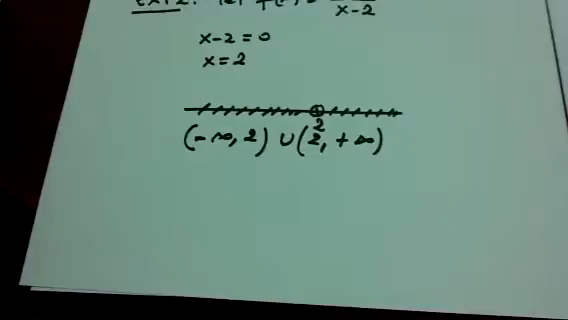 x-2
x-2=0
x=2
2
(-∞, 2) ∪ (2, +∞)